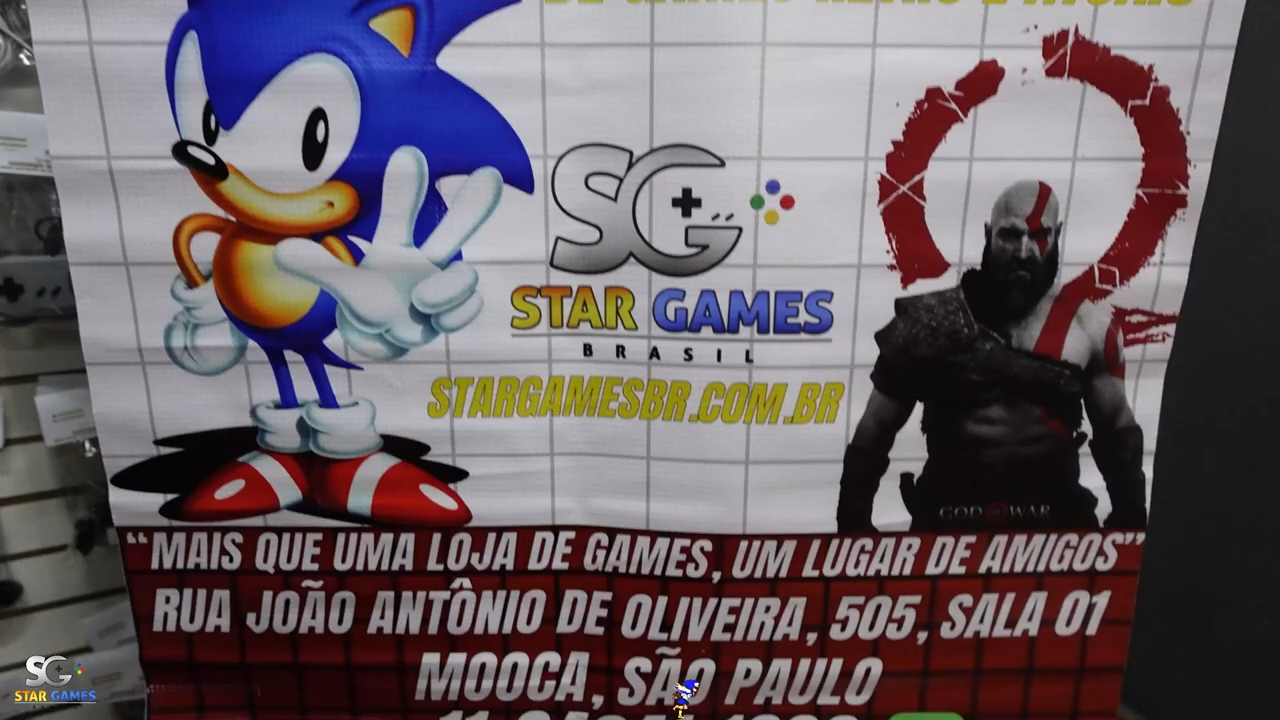 SG
STAR GAMES
BRASIL
STARGAMESBR.COM.BR
GOD OF WAR
“MAIS QUE UMA LOJA DE GAMES, UM LUGAR DE AMIGOS”
RUA JOÃO ANTÔNIO DE OLIVEIRA, 505, SALA 01
MOOCA, SÃO PAULO
SG
STAR GAMES